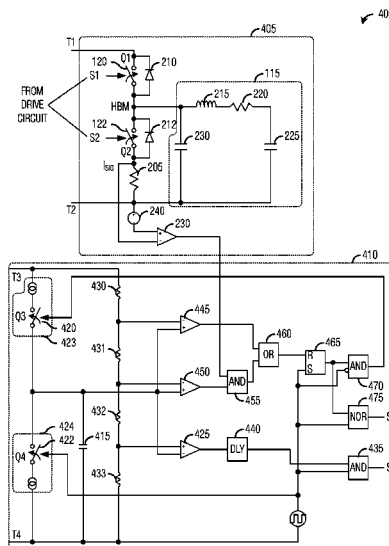 40
T1
405
Q1
120
210
S1
115
215
220
FROM
DRIVE
CIRCUIT
HBM
S2
122
212
230
225
Q2
ISIG
205
T2
240
230
410
T3
430
Q3
420
423
445
460
OR
465
R
S
AND
470
431
450
AND
455
475
NOR
S
424
422
Q4
415
432
425
440
DLY
435
AND
S
433
T4